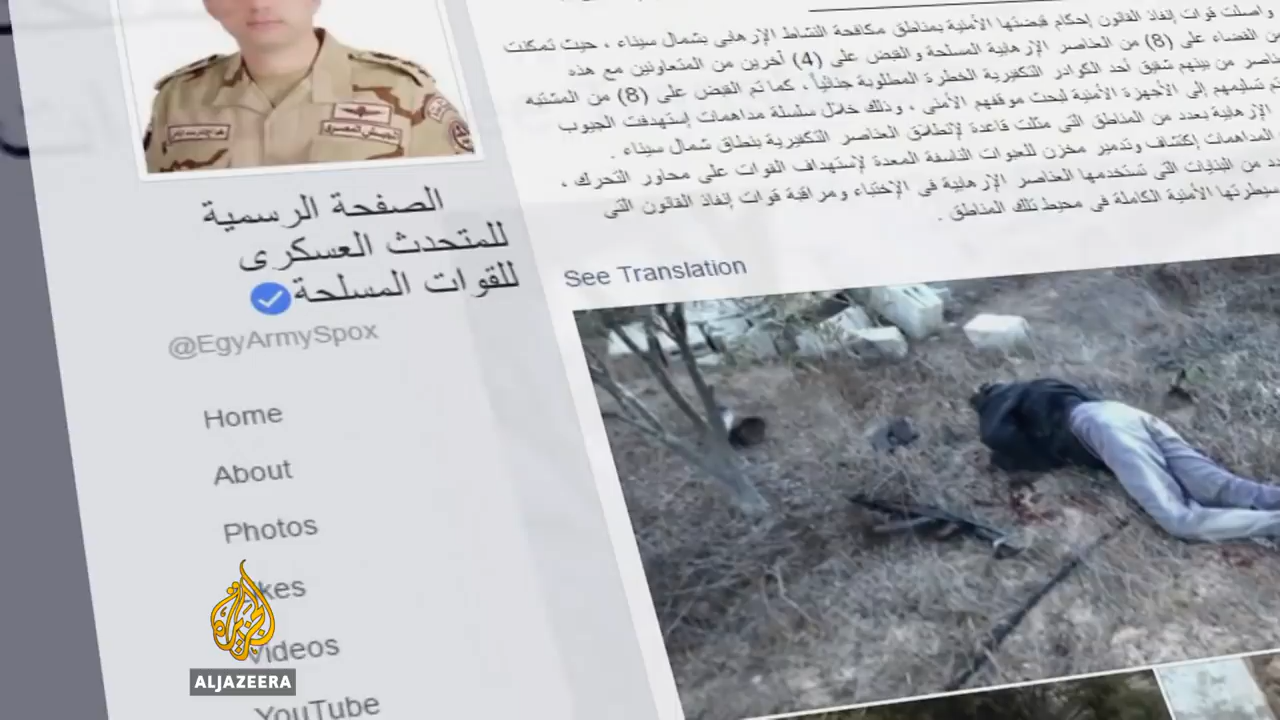 واصلت قوات إنفاذ القانون إحكام قبضتها الأمنية بمناطق مكافحة النشاط الإرهابى بشمال سيناء ، حيث تمكنت
من القضاء على (8) من العناصر الإرهابية المسلحة والقبض على (4) أخرين من المتعاونين مع هذه
من بينهم شقيق أحد الكوادر التكفيرية الخطرة المطلوبة جنائياً ، كما تم القبض على (8) من المشتبه
تسليمهم إلى الأجهزة الأمنية لبحث موقفهم الأمنى ، وذلك خلال سلسلة مداهمات إستهدفت الجيوب
الإرهابية بعدد من المناطق التى مثلت قاعدة لإنطلاق العناصر التكفيرية بنطاق شمال سيناء .
المداهمات إكتشاف وتدمير مخزن للعبوات الناسفة المعدة لإستهداف القوات على محاور التحرك ،
من البنايات التى تستخدمها العناصر الإرهابية فى الإختباء ومراقبة قوات إنفاذ القانون التى
سيطرتها الأمنية الكاملة فى محيط تلك المناطق .
See Translation
الصفحة الرسمية
للمتحدث العسكرى
للقوات المسلحة
@EgyArmySpox
Home
About
Photos
kes
Videos
YouTube
ALJAZEERA